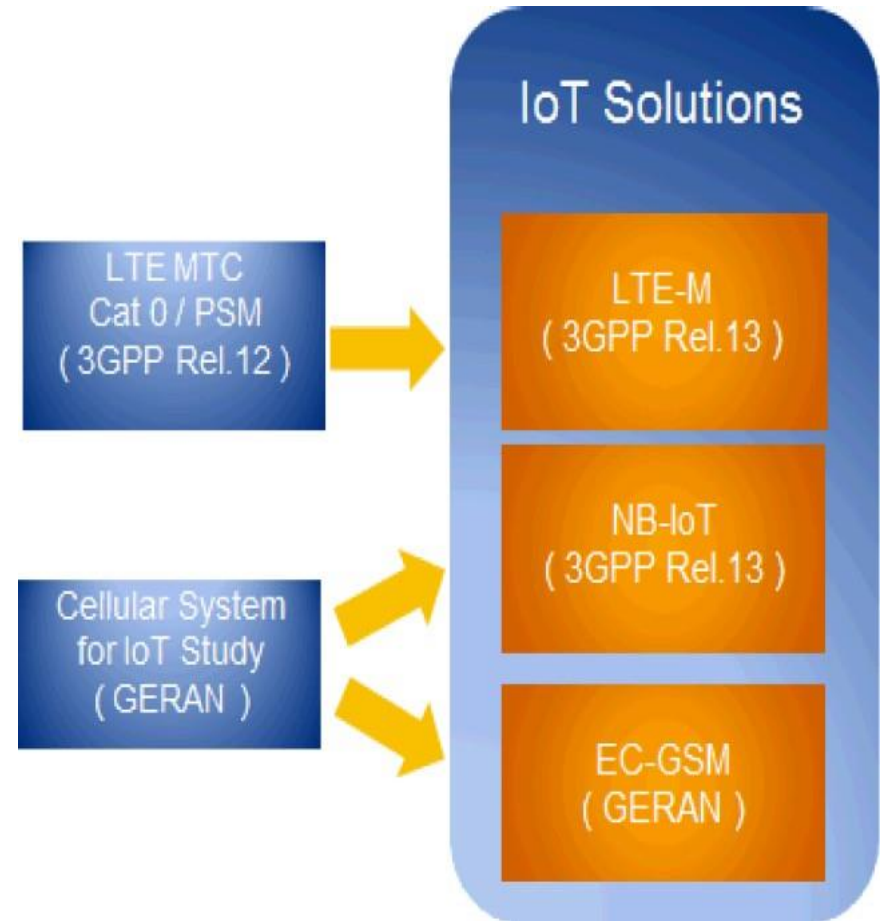 IoT Solutions
LTE MTC
Cat 0 / PSM
( 3GPP Rel.12 )
LTE-M
( 3GPP Rel.13 )
NB-IoT
( 3GPP Rel.13 )
Cellular System
for IoT Study
( GERAN )
EC-GSM
( GERAN )